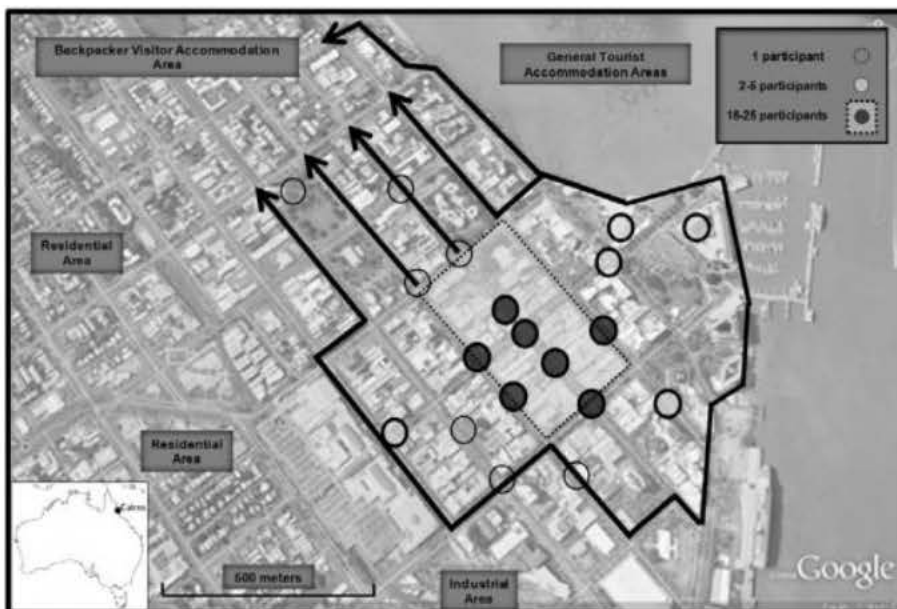 Backpacker Visitor Accommodation
Area
General Tourist
Accommodation Areas
1 participant
2-5 participants
16-25 participants
Residential
Area
Residential
Area
Cairns
500 meters
Industrial
Area
Google